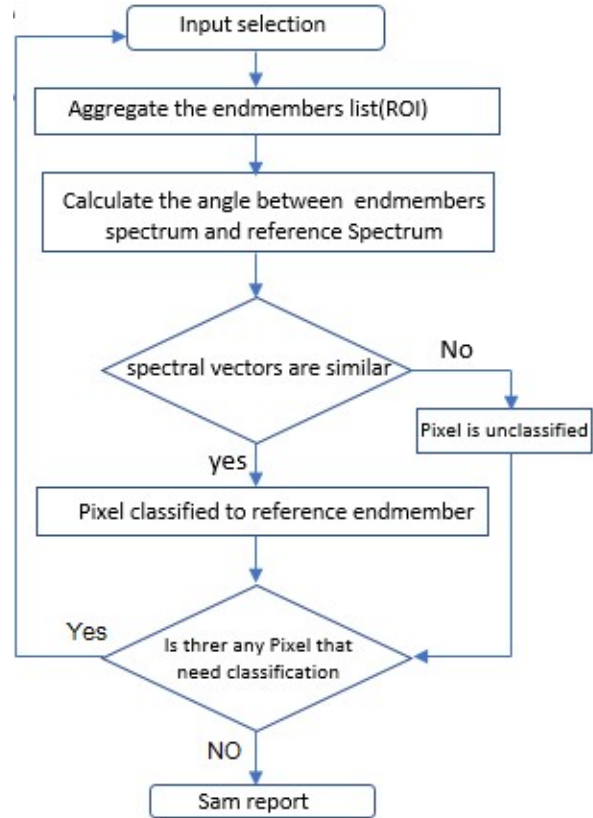 Input selection
Aggregate the endmembers list(ROI)
Calculate the angle between endmembers
spectrum and reference Spectrum
spectral vectors are similar
No
Pixel is unclassified
yes
Pixel classified to reference endmember
Yes
Is threr any Pixel that
need classification
NO
Sam report